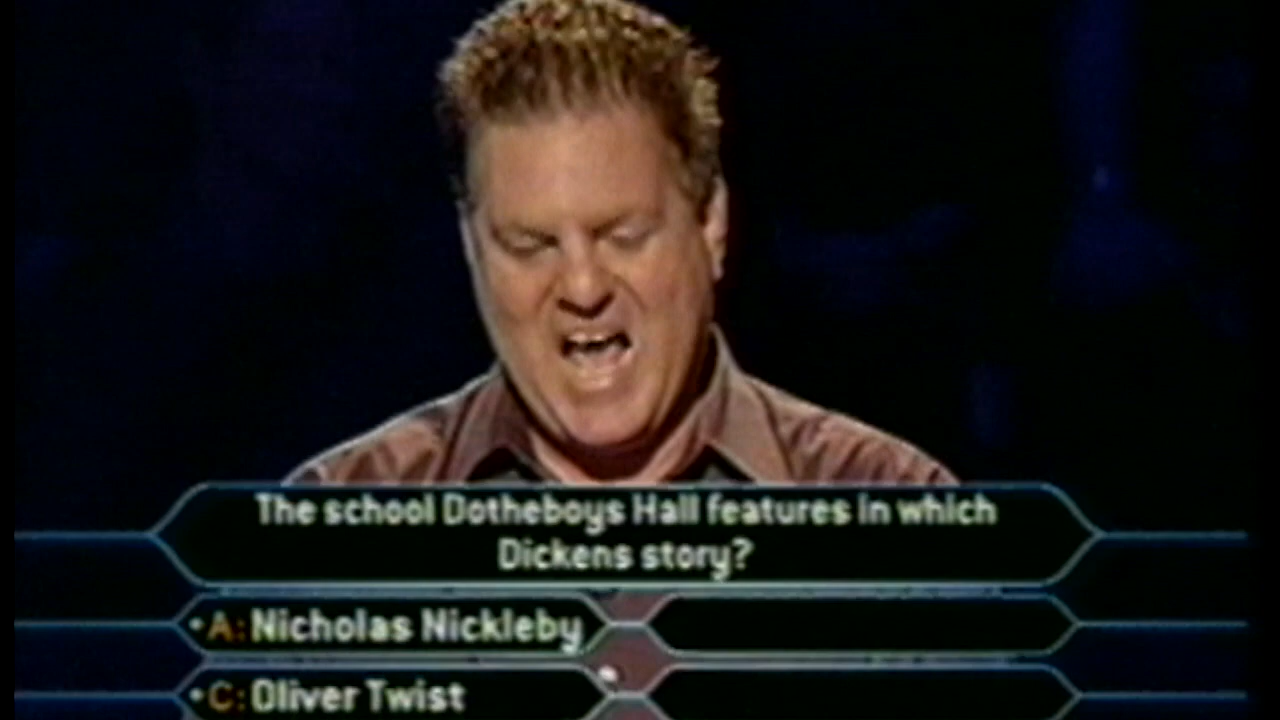 The school Dotheboys Hall features in which
Dickens story?
A: Nicholas Nickleby
C: Oliver Twist